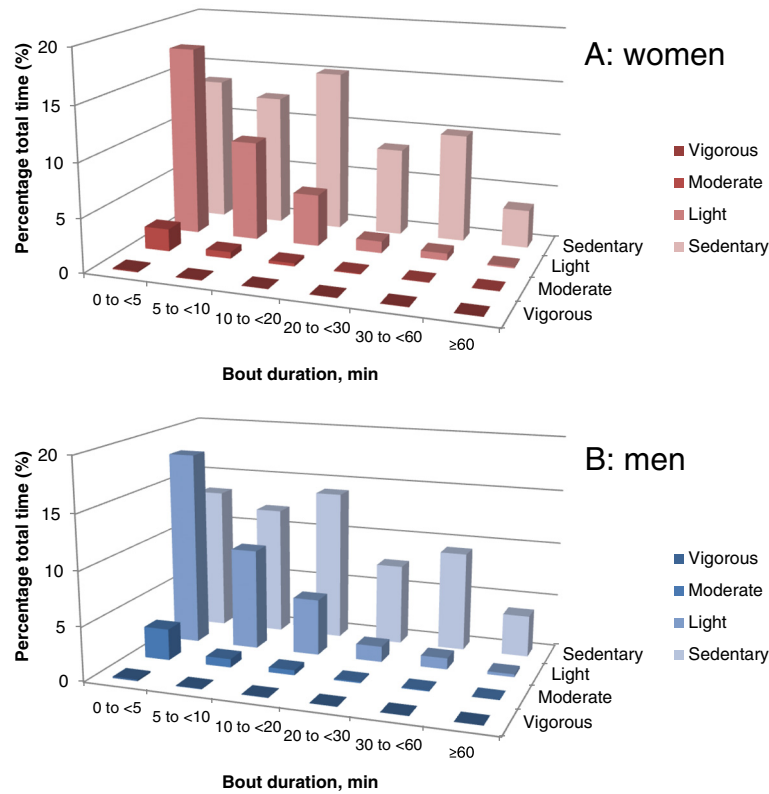 A: women
Percentage total time (%)
20
15
10
5
0
0 to <5
5 to <10
10 to <20
20 to <30
30 to <60
≥60
Bout duration, min
Sedentary
Light
Moderate
Vigorous
Vigorous
Moderate
Light
Sedentary
B: men
Percentage total time (%)
20
15
10
5
0
0 to <5
5 to <10
10 to <20
20 to <30
30 to <60
≥60
Bout duration, min
Sedentary
Light
Moderate
Vigorous
Vigorous
Moderate
Light
Sedentary